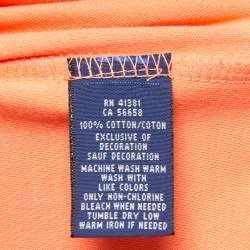 RN 41381
CA 56658
100% COTTON/COTON
EXCLUSIVE OF
DECORATION
SAUF DECORATION
MACHINE WASH WARM
WASH WITH
LIKE COLORS
ONLY NON-CHLORINE
BLEACH WHEN NEEDED
TUMBLE DRY LOW
WARM IRON IF NEEDED